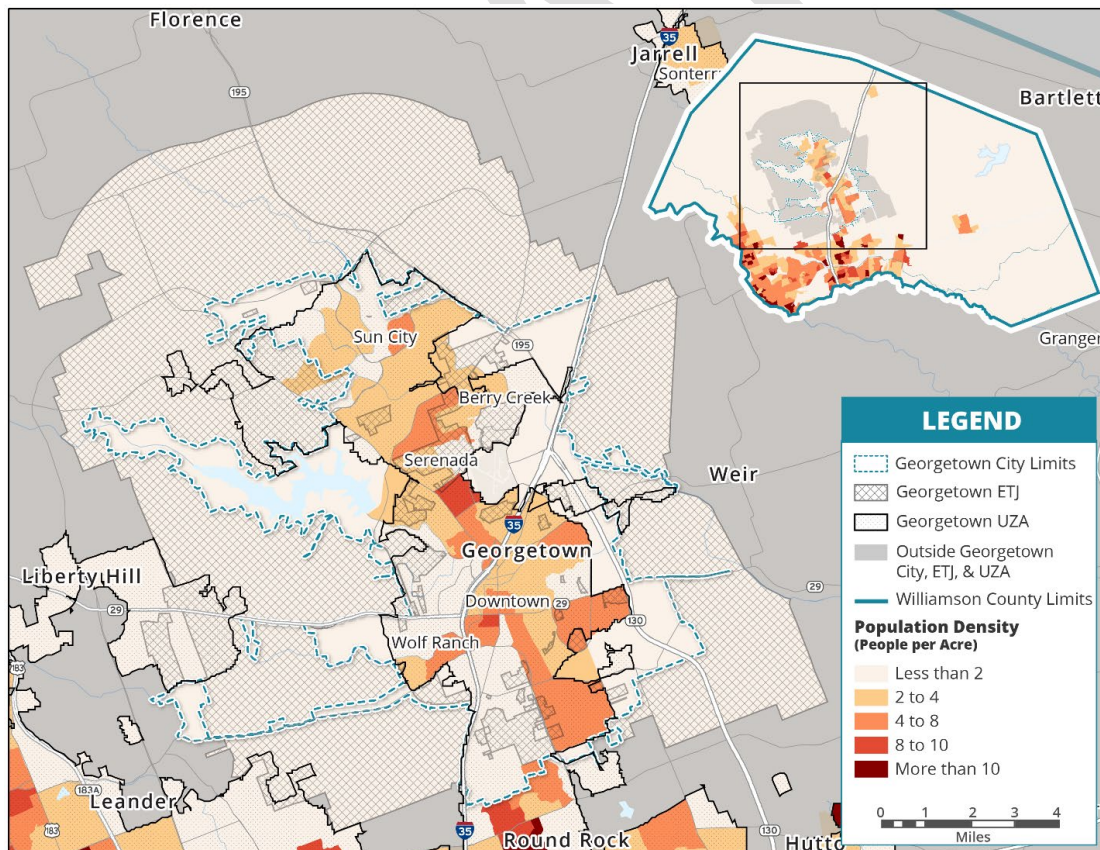 Florence
35
Jarrell
195
Bartlett
Granger
Sun City
195
Berry Creek
Serenada
Weir
35
Georgetown
Liberty Hill
29
29
Downtown
29
130
Wolf Ranch
183
183A
Leander
183
35
Round Rock
130
Hutto
LEGEND
Georgetown City Limits
Georgetown ETJ
Georgetown UZA
Outside Georgetown
City, ETJ, & UZA
Williamson County Limits
Population Density
(People per Acre)
Less than 2
2 to 4
4 to 8
8 to 10
More than 10
0 1 2 3 4
Miles